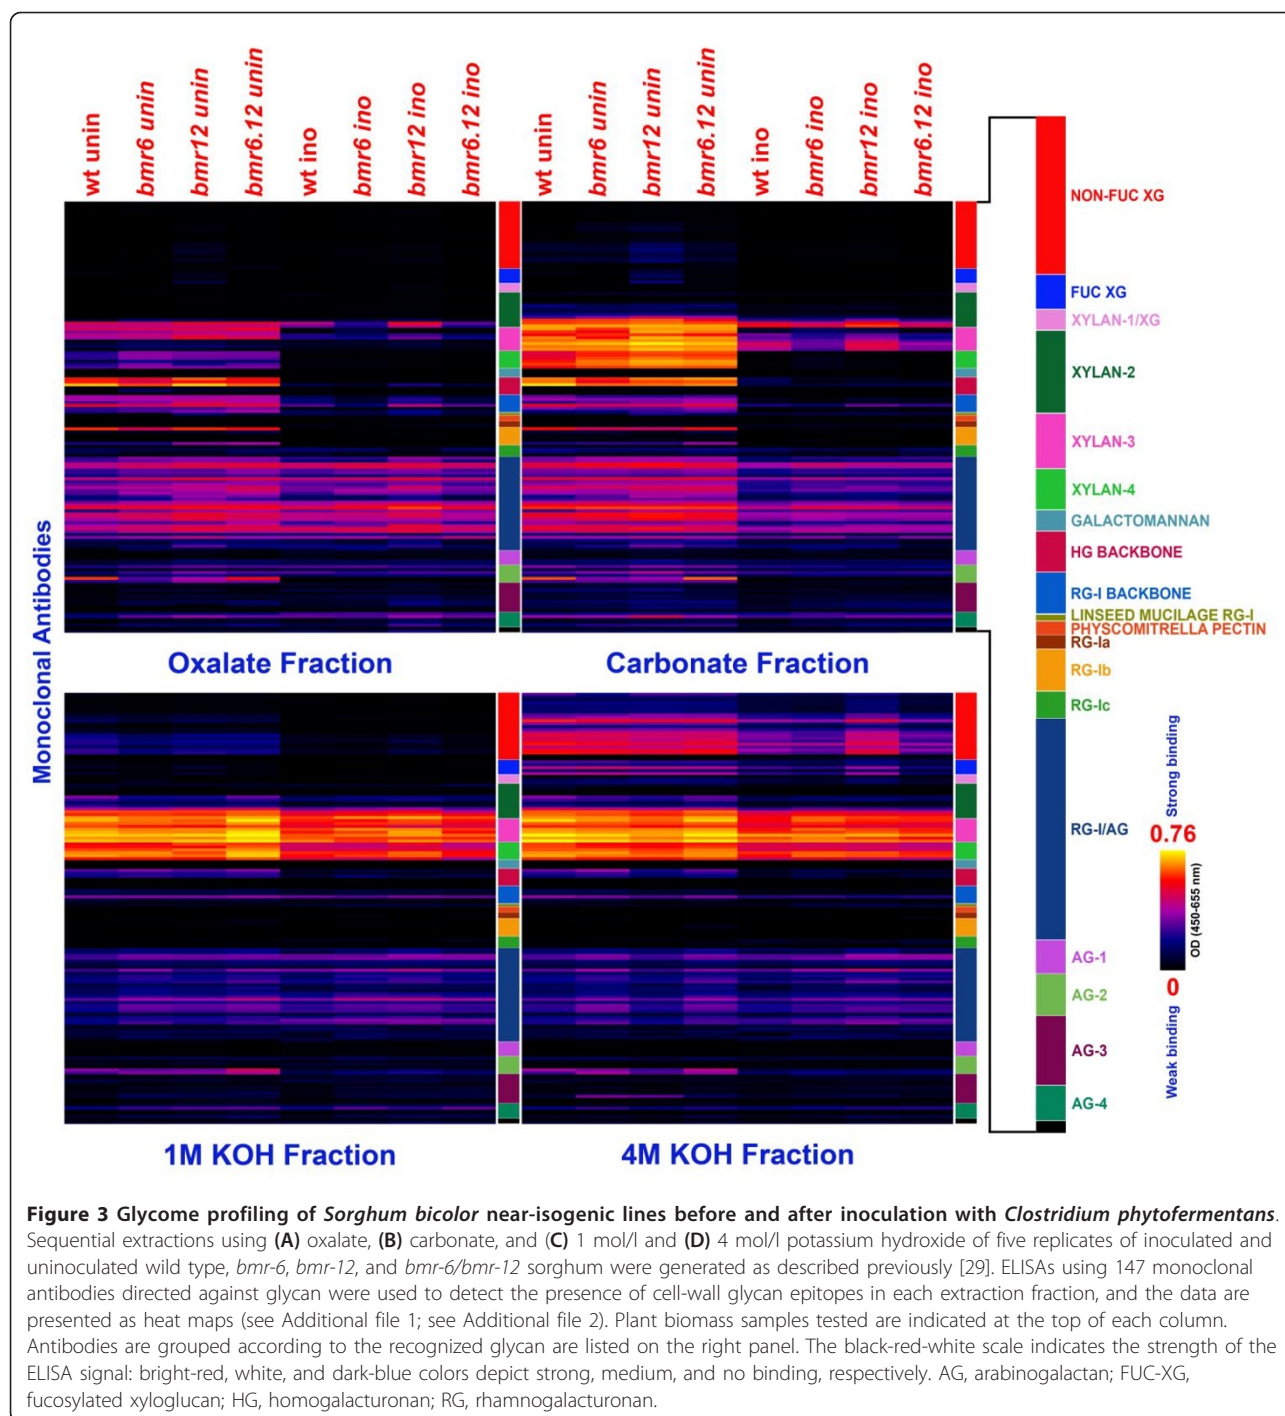 wt unin
bmr6 unin
bmr12 unin
bmr6.12 unin
wt ino
bmr6 ino
bmr12 ino
bmr6.12 ino
wt unin
bmr6 unin
bmr12 unin
bmr6.12 unin
wt ino
bmr6 ino
bmr12 ino
bmr6.12 ino
Monoclonal Antibodies
Oxalate Fraction
Carbonate Fraction
1M KOH Fraction
4M KOH Fraction
NON-FUC XG
FUC XG
XYLAN-1/XG
XYLAN-2
XYLAN-3
XYLAN-4
GALACTOMANNAN
HG BACKBONE
RG-I BACKBONE
LINSEED MUCILAGE RG-I
PHYSCOMITRELLA PECTIN
RG-Ia
RG-Ib
RG-Ic
RG-I/AG
AG-1
AG-2
AG-3
AG-4
Strong binding
0.76
OD (450-655 nm)
0
Weak binding
Figure 3 Glycome profiling of Sorghum bicolor near-isogenic lines before and after inoculation with Clostridium phytofermentans.
Sequential extractions using (A) oxalate, (B) carbonate, and (C) 1 mol/l and (D) 4 mol/l potassium hydroxide of five replicates of inoculated and
uninoculated wild type, bmr-6, bmr-12, and bmr-6/bmr-12 sorghum were generated as described previously [29]. ELISAs using 147 monoclonal
antibodies directed against glycan were used to detect the presence of cell-wall glycan epitopes in each extraction fraction, and the data are
presented as heat maps (see Additional file 1; see Additional file 2). Plant biomass samples tested are indicated at the top of each column.
Antibodies are grouped according to the recognized glycan are listed on the right panel. The black-red-white scale indicates the strength of the
ELISA signal: bright-red, white, and dark-blue colors depict strong, medium, and no binding, respectively. AG, arabinogalactan; FUC-XG,
fucosylated xyloglucan; HG, homogalacturonan; RG, rhamnogalacturonan.